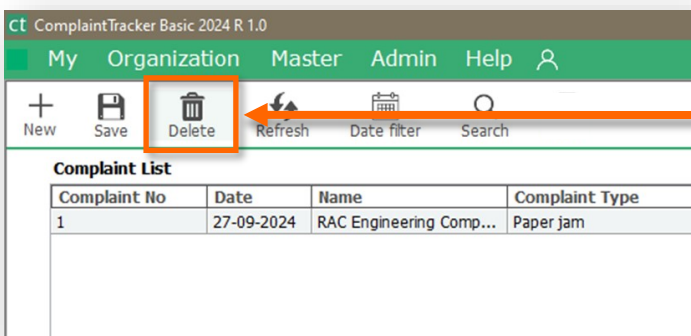 ct ComplaintTracker Basic 2024 R 1.0
My Organization Master Admin Help
New Save Delete Refresh Date filter Search
Complaint List
Complaint No Date Name Complaint Type
1 27-09-2024 RAC Engineering Comp... Paper jam